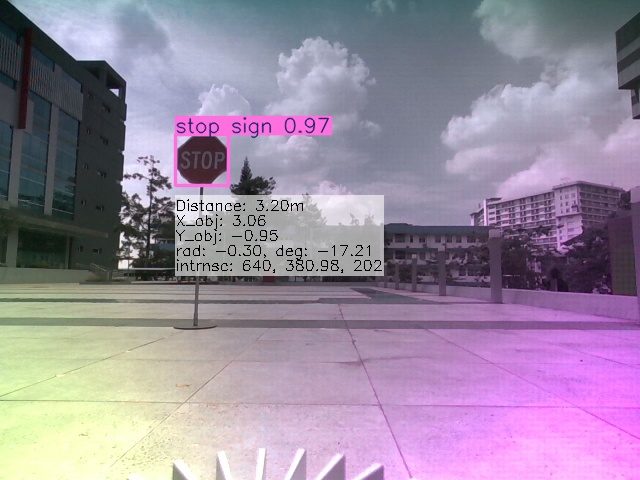 stop sign 0.97
STOP
Distance: 3.20m
X_obj: 3.06
Y_obj: -0.95
rad: -0.30, deg: -17.21
intrnsc: 640, 380.98, 202